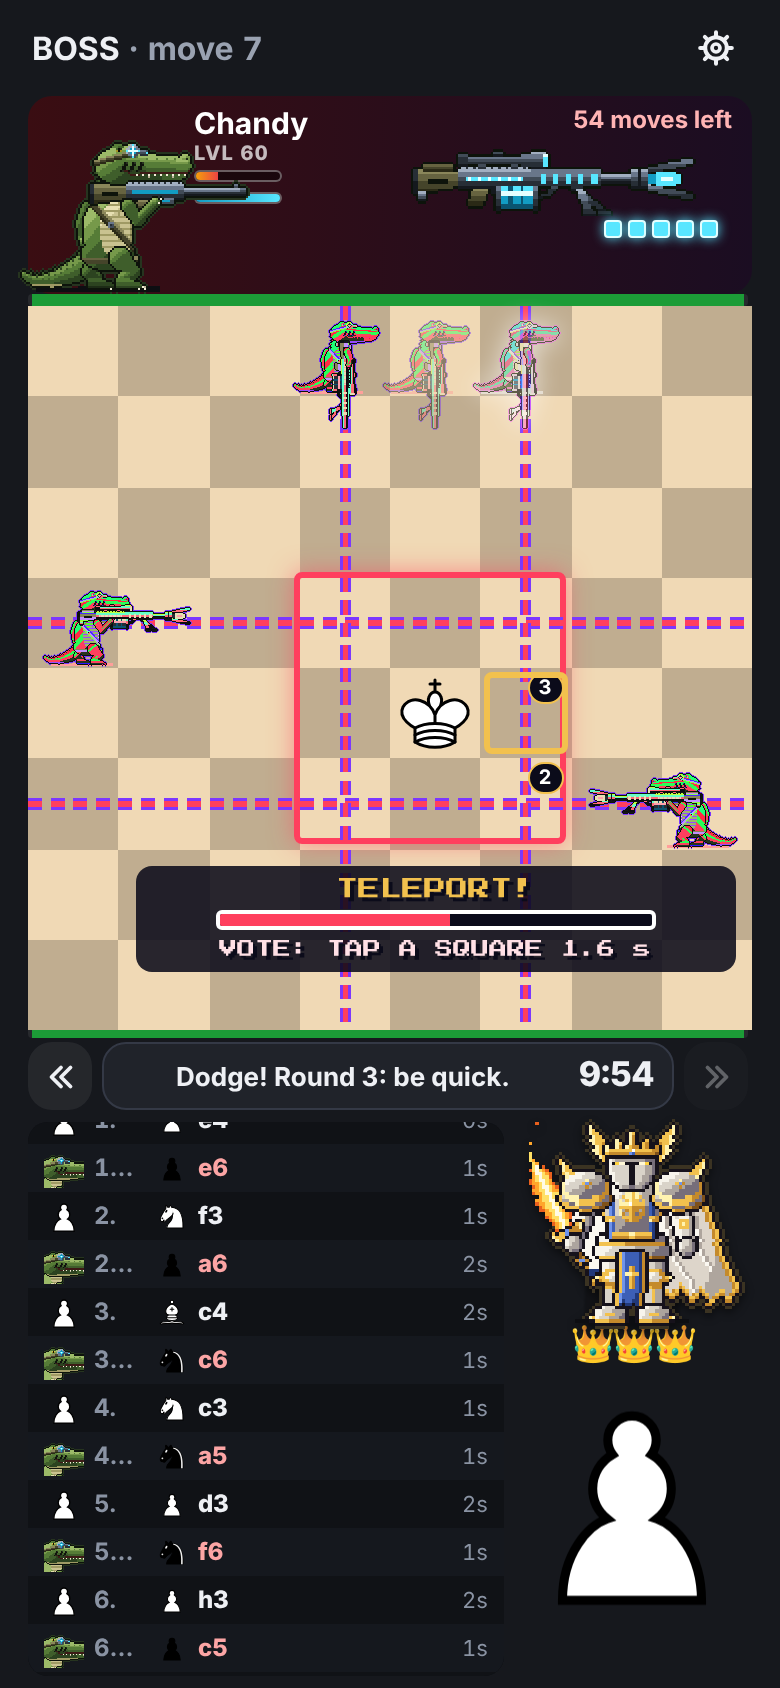 BOSS · move 7
Chandy
54 moves left
LVL 60
3
2
TELEPORT!
VOTE: TAP A SQUARE 1.6 s
Dodge! Round 3: be quick. 9:54
1. e4 0s
1... e6 1s
2. f3 1s
2... a6 2s
3. c4 2s
3... c6 1s
4. c3 1s
4... a5 1s
5. d3 2s
5... f6 1s
6. h3 2s
6... c5 1s